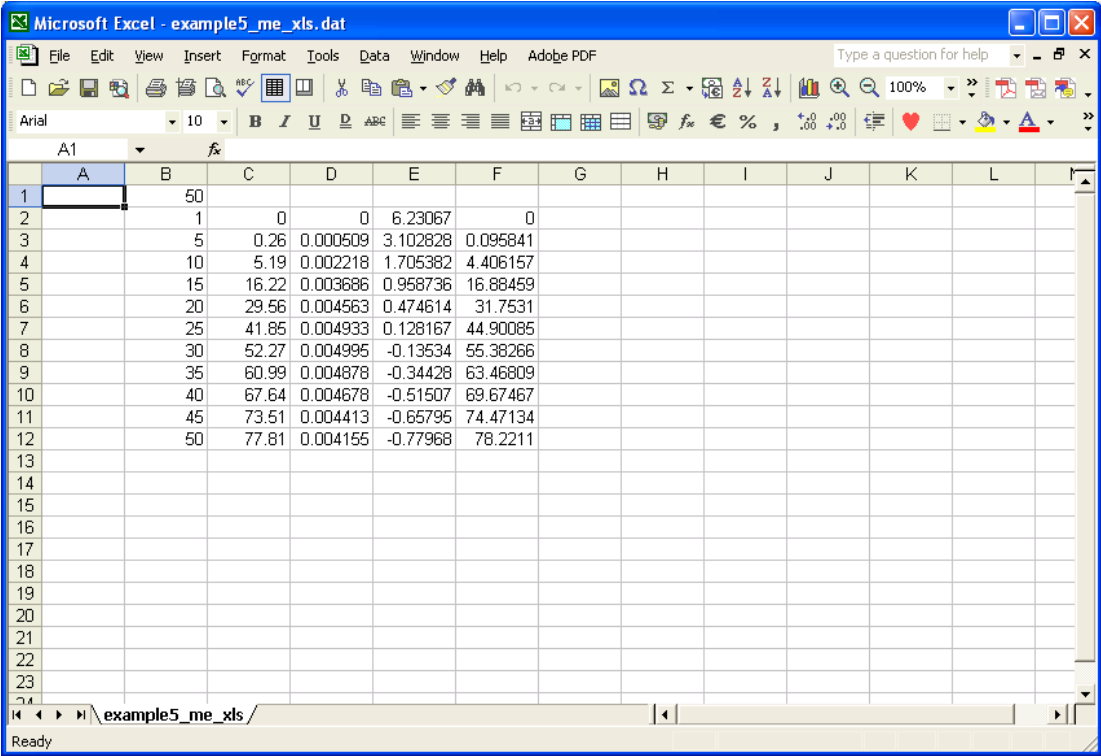 Microsoft Excel - example5_me_xls.dat
File Edit View Insert Format Tools Data Window Help Adobe PDF Type a question for help
100%
Arial 10 B I U D ABC € % ,
A1 fx
A B C D E F G H I J K L
1 50
2 1 0 0 6.23067 0
3 5 0.26 0.000509 3.102828 0.095841
4 10 5.19 0.002218 1.705382 4.406157
5 15 16.22 0.003686 0.958736 16.88459
6 20 29.56 0.004563 0.474614 31.7531
7 25 41.85 0.004933 0.128167 44.90085
8 30 52.27 0.004995 -0.13534 55.38266
9 35 60.99 0.004878 -0.34428 63.46809
10 40 67.64 0.004678 -0.51507 69.67467
11 45 73.51 0.004413 -0.65795 74.47134
12 50 77.81 0.004155 -0.77968 78.2211
13
14
15
16
17
18
19
20
21
22
23
example5_me_xls
Ready